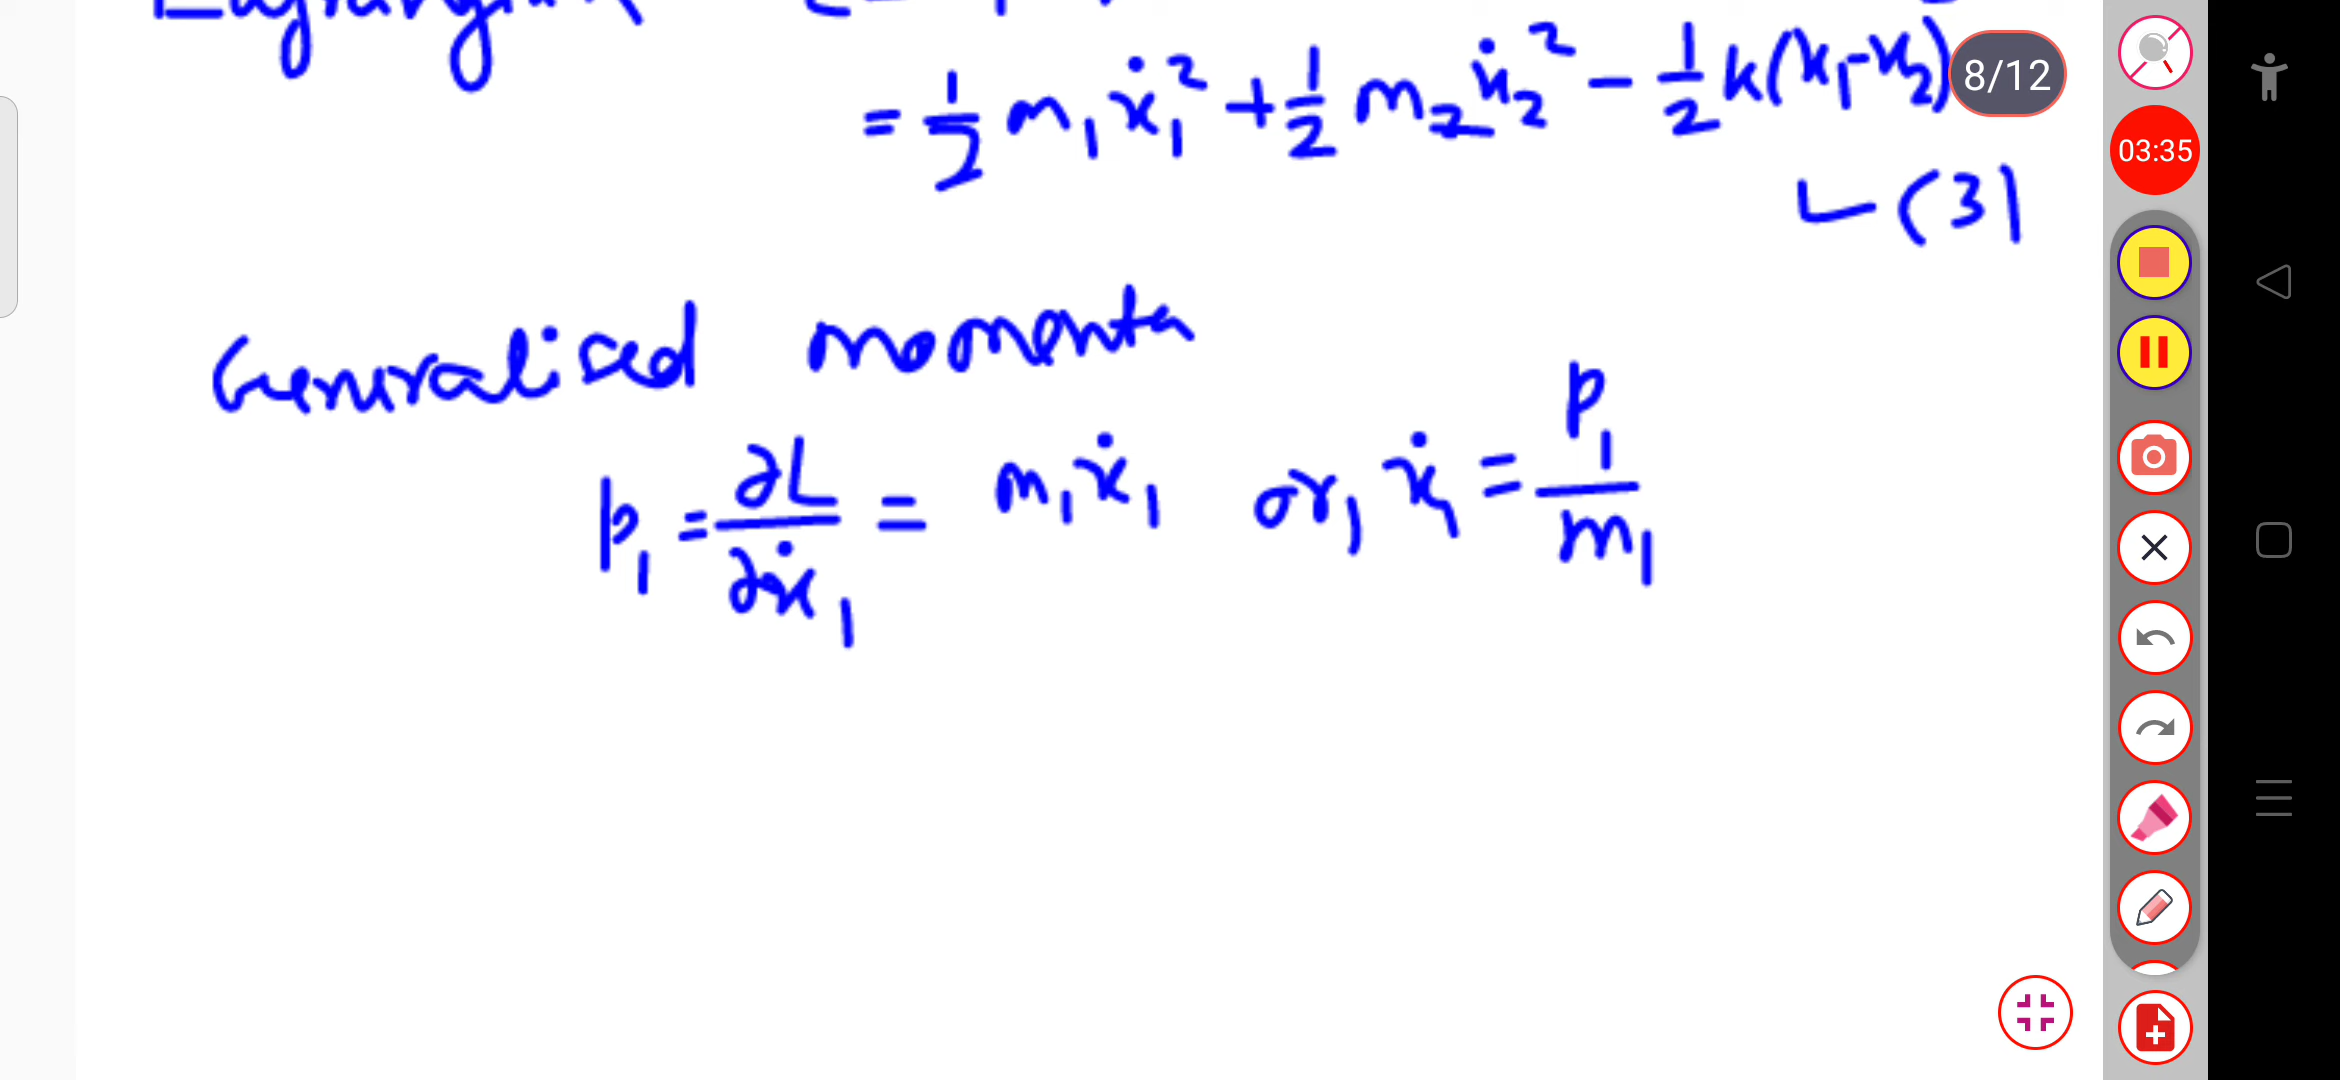 Lagrangian
= 1/2 m₁ẋ₁² + 1/2 m₂ẋ₂² - 1/2 k(x₁-x₂)
8/12
03:35
(3)
Generalised momenta
p₁ = ∂L/∂ẋ₁ = m₁ẋ₁ or, ẋ₁ = p₁/m₁